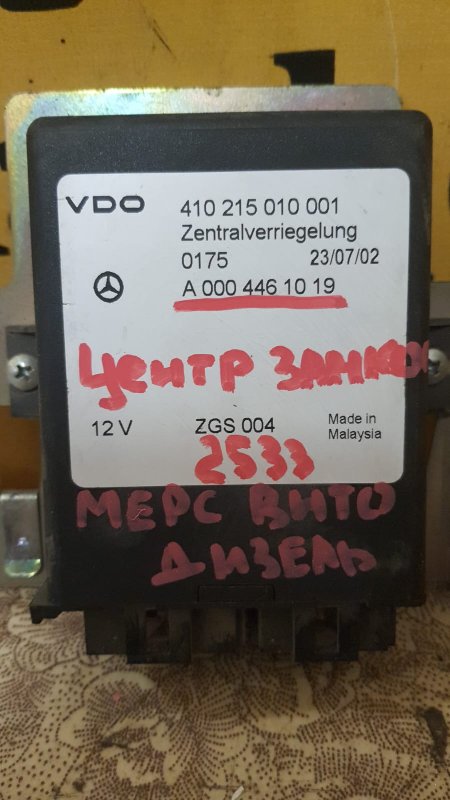 VDO 410 215 010 001
Zentralverriegelung
0175 23/07/02
A 000 446 10 19
ЦЕНТР ЗАМКОВ
12 V ZGS 004 Made in
Malaysia
2533
МЕРС ВИТО
ДИЗЕЛЬ